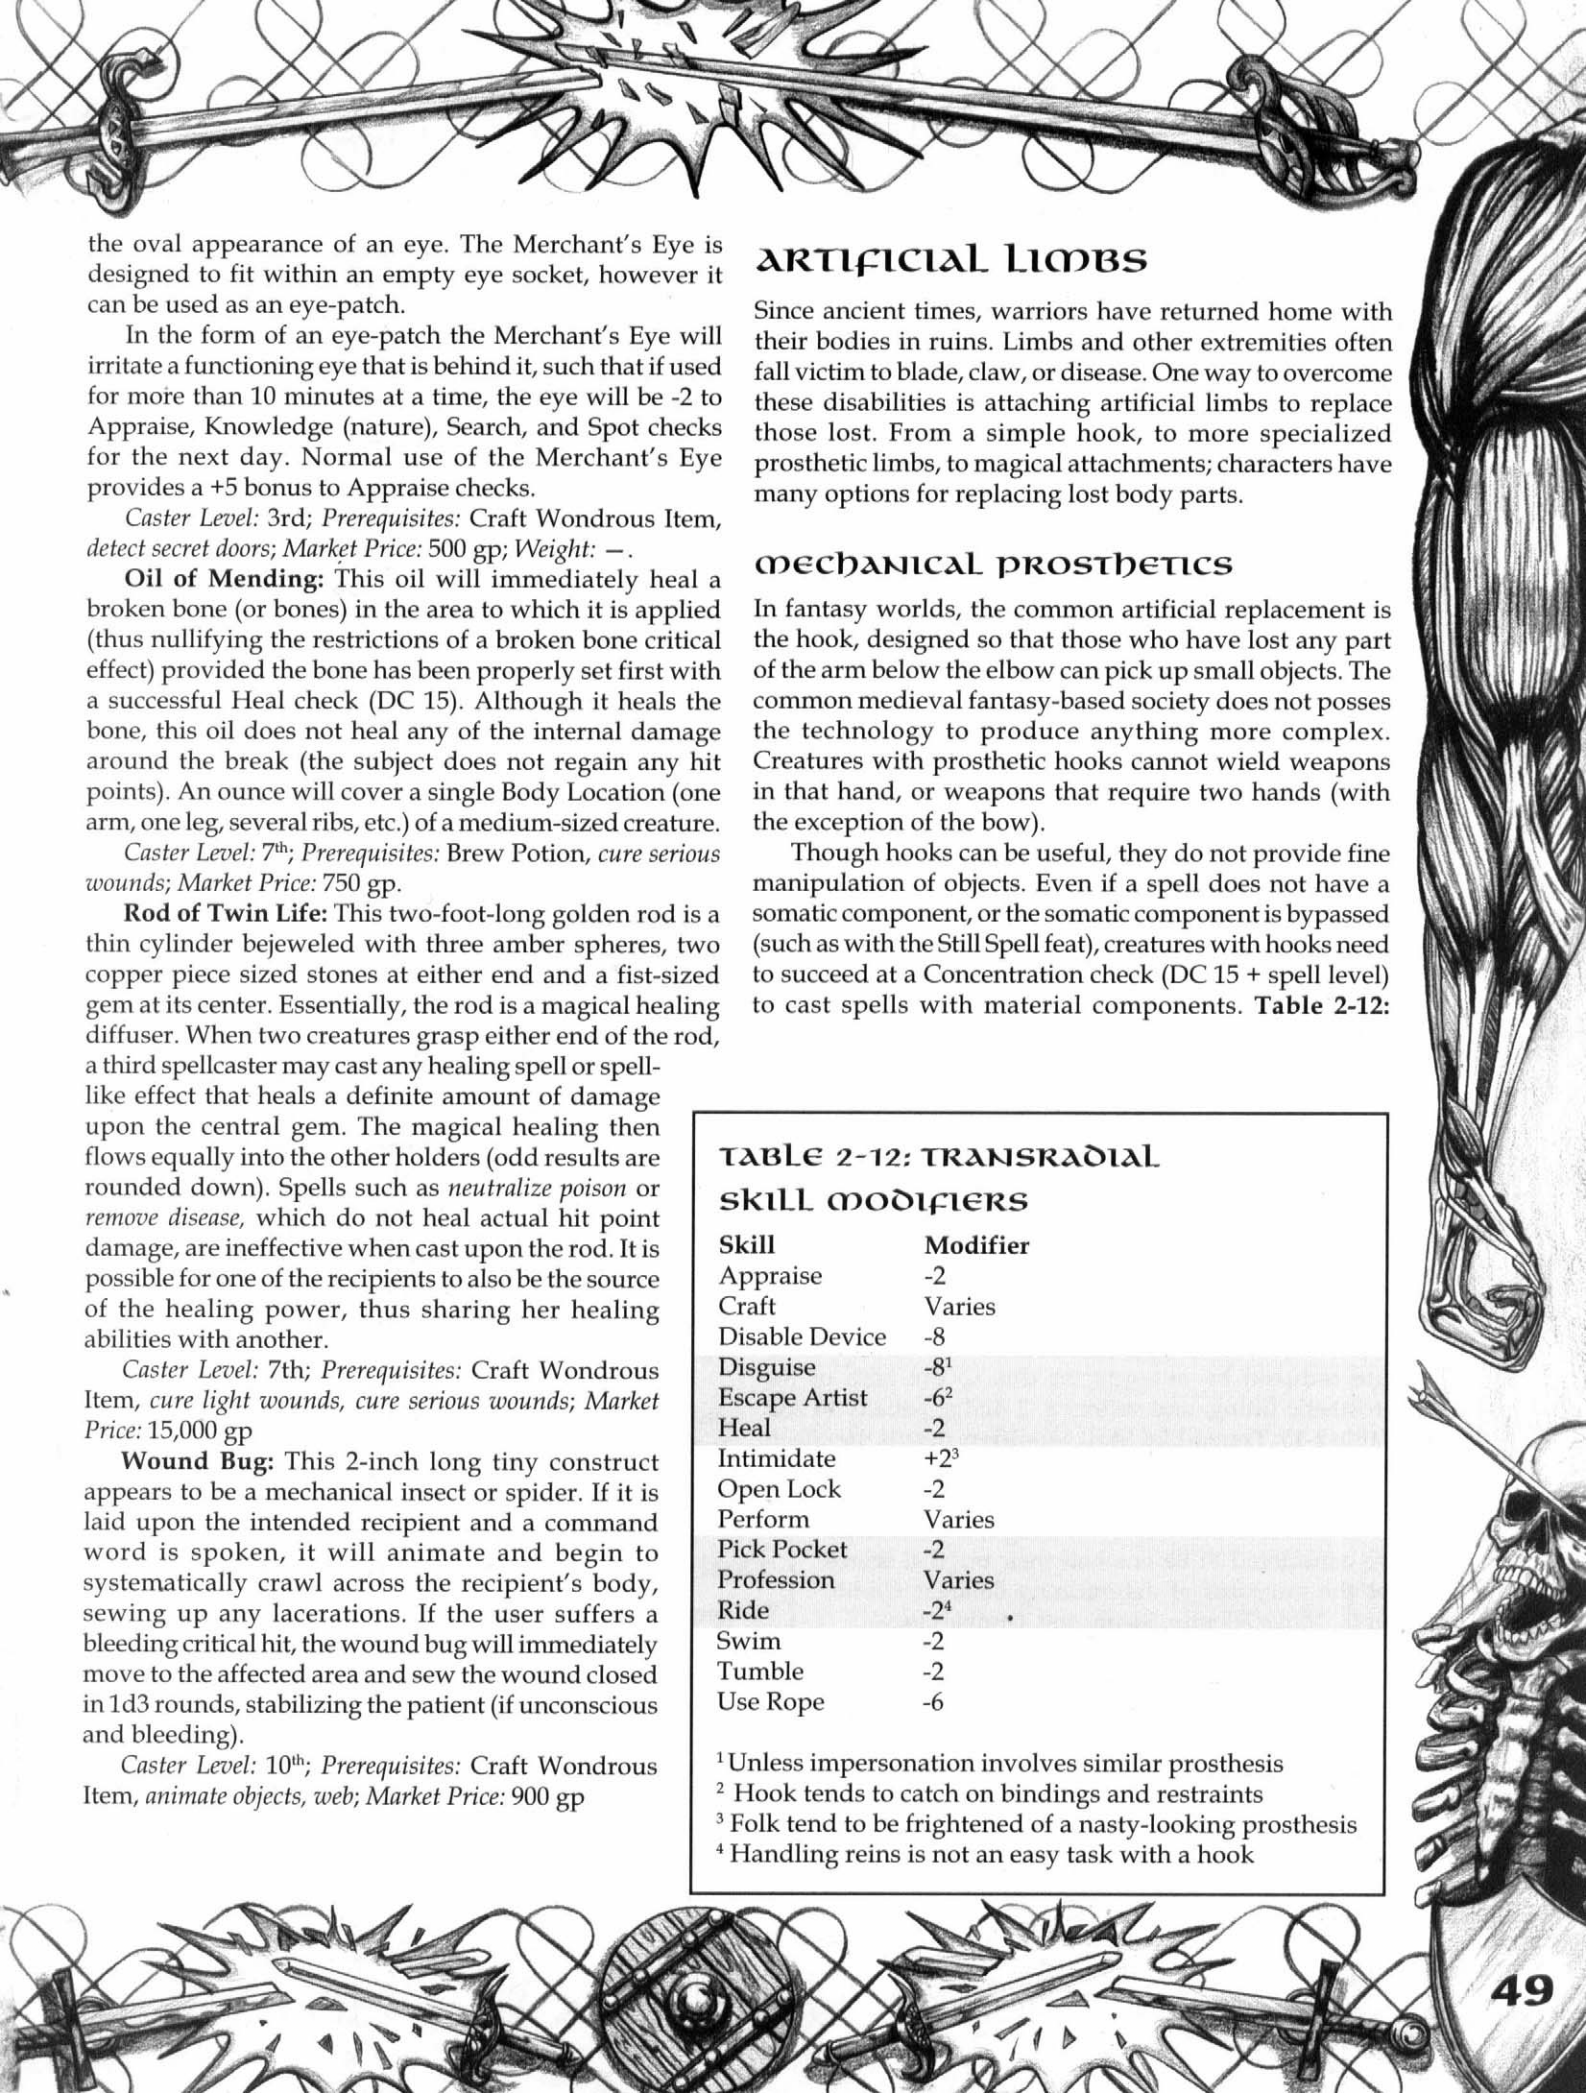 the oval appearance of an eye. The Merchant's Eye is
designed to fit within an empty eye socket, however it
can be used as an eye-patch.
In the form of an eye-patch the Merchant's Eye will
irritate a functioning eye that is behind it, such that if used
for more than 10 minutes at a time, the eye will be -2 to
Appraise, Knowledge (nature), Search, and Spot checks
for the next day. Normal use of the Merchant's Eye
provides a +5 bonus to Appraise checks.
Caster Level: 3rd; Prerequisites: Craft Wondrous Item,
detect secret doors; Market Price: 500 gp; Weight: —.
Oil of Mending: This oil will immediately heal a
broken bone (or bones) in the area to which it is applied
(thus nullifying the restrictions of a broken bone critical
effect) provided the bone has been properly set first with
a successful Heal check (DC 15). Although it heals the
bone, this oil does not heal any of the internal damage
around the break (the subject does not regain any hit
points). An ounce will cover a single Body Location (one
arm, one leg, several ribs, etc.) of a medium-sized creature.
Caster Level: 7th; Prerequisites: Brew Potion, cure serious
wounds; Market Price: 750 gp.
Rod of Twin Life: This two-foot-long golden rod is a
thin cylinder bejeweled with three amber spheres, two
copper piece sized stones at either end and a fist-sized
gem at its center. Essentially, the rod is a magical healing
diffuser. When two creatures grasp either end of the rod,
a third spellcaster may cast any healing spell or spell-
like effect that heals a definite amount of damage
upon the central gem. The magical healing then
flows equally into the other holders (odd results are
rounded down). Spells such as neutralize poison or
remove disease, which do not heal actual hit point
damage, are ineffective when cast upon the rod. It is
possible for one of the recipients to also be the source
of the healing power, thus sharing her healing
abilities with another.
Caster Level: 7th; Prerequisites: Craft Wondrous
Item, cure light wounds, cure serious wounds; Market
Price: 15,000 gp
Wound Bug: This 2-inch long tiny construct
appears to be a mechanical insect or spider. If it is
laid upon the intended recipient and a command
word is spoken, it will animate and begin to
systematically crawl across the recipient's body,
sewing up any lacerations. If the user suffers a
bleeding critical hit, the wound bug will immediately
move to the affected area and sew the wound closed
in 1d3 rounds, stabilizing the patient (if unconscious
and bleeding).
Caster Level: 10th; Prerequisites: Craft Wondrous
Item, animate objects, web; Market Price: 900 gp
Artificial Limbs
Since ancient times, warriors have returned home with
their bodies in ruins. Limbs and other extremities often
fall victim to blade, claw, or disease. One way to overcome
these disabilities is attaching artificial limbs to replace
those lost. From a simple hook, to more specialized
prosthetic limbs, to magical attachments; characters have
many options for replacing lost body parts.
Mechanical Prosthetics
In fantasy worlds, the common artificial replacement is
the hook, designed so that those who have lost any part
of the arm below the elbow can pick up small objects. The
common medieval fantasy-based society does not posses
the technology to produce anything more complex.
Creatures with prosthetic hooks cannot wield weapons
in that hand, or weapons that require two hands (with
the exception of the bow).
Though hooks can be useful, they do not provide fine
manipulation of objects. Even if a spell does not have a
somatic component, or the somatic component is bypassed
(such as with the Still Spell feat), creatures with hooks need
to succeed at a Concentration check (DC 15 + spell level)
to cast spells with material components. Table 2-12:
Table 2-12: Transradial
Skill Modifiers
Skill Modifier
Appraise -2
Craft Varies
Disable Device -8
Disguise -8¹
Escape Artist -6²
Heal -2
Intimidate +2³
Open Lock -2
Perform Varies
Pick Pocket -2
Profession Varies
Ride -2⁴
Swim -2
Tumble -2
Use Rope -6
¹ Unless impersonation involves similar prosthesis
² Hook tends to catch on bindings and restraints
³ Folk tend to be frightened of a nasty-looking prosthesis
⁴ Handling reins is not an easy task with a hook
49